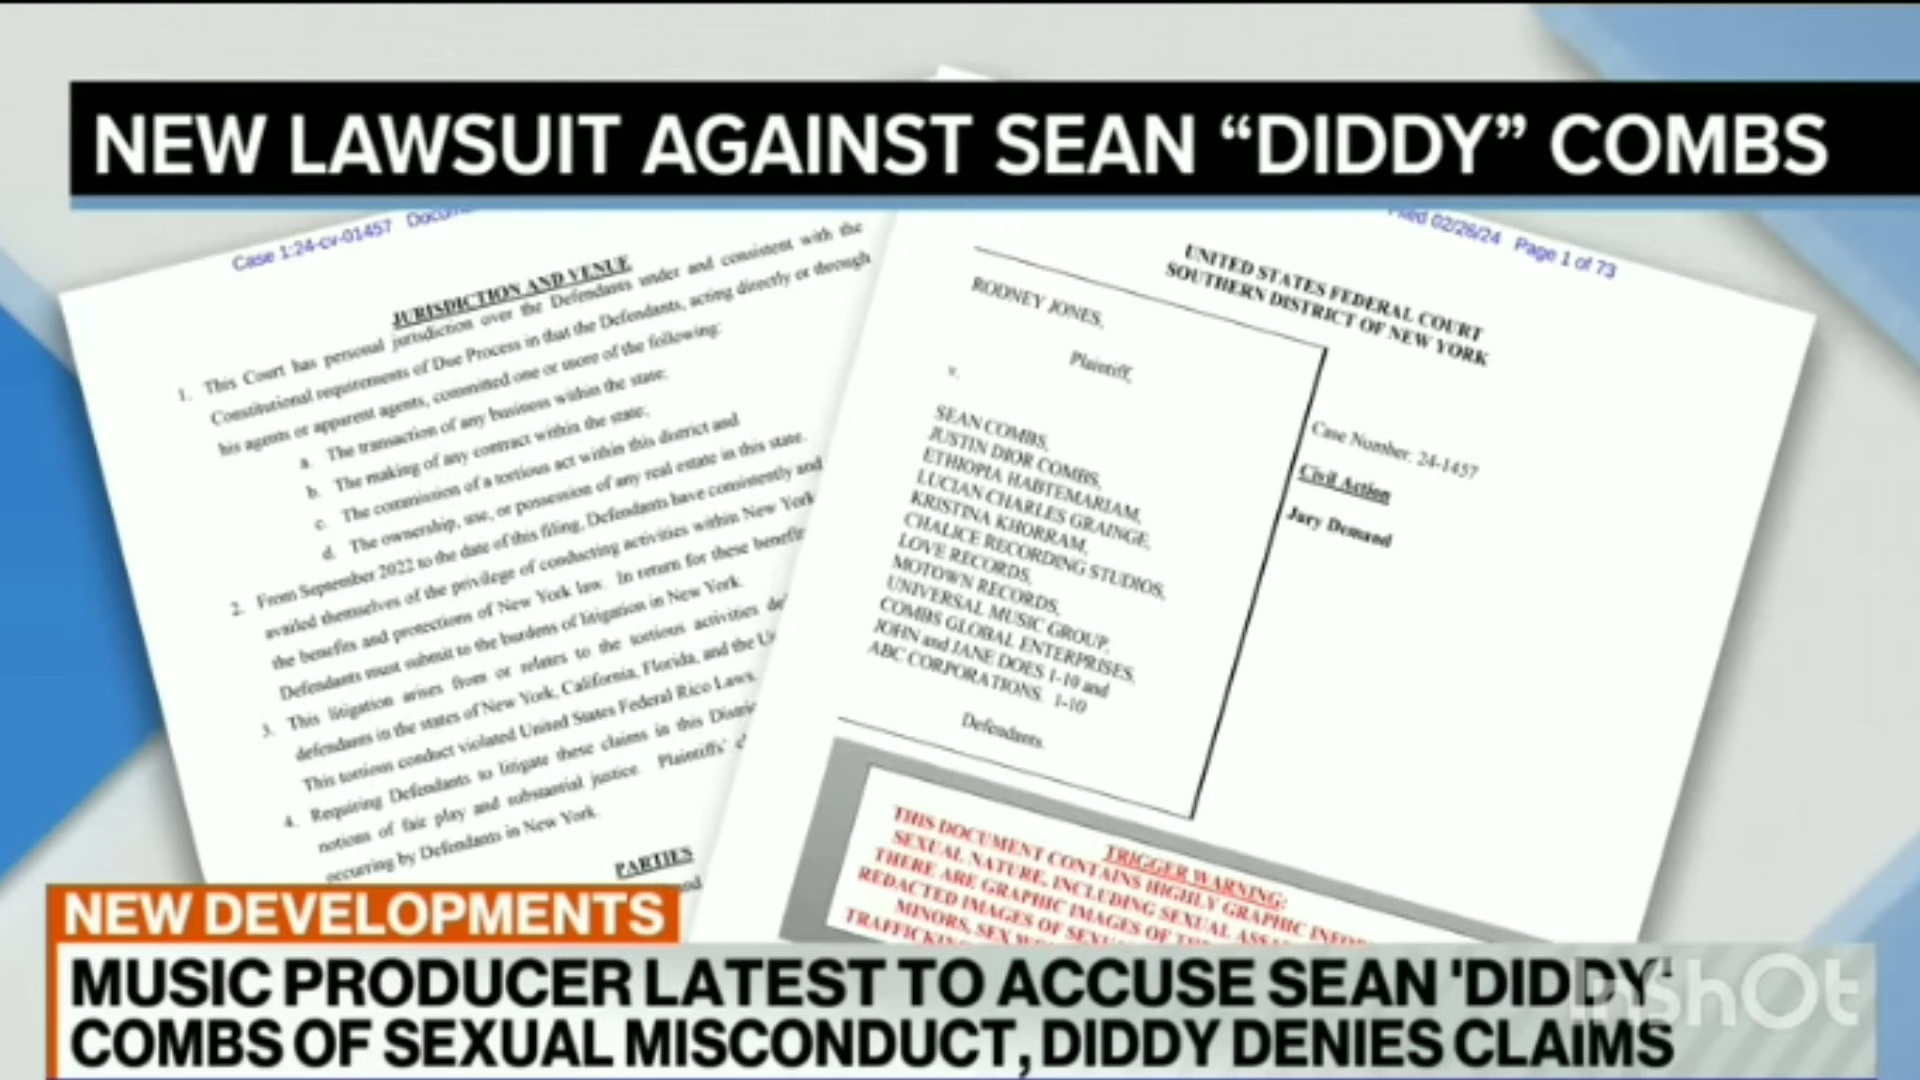 NEW LAWSUIT AGAINST SEAN “DIDDY” COMBS
Case 1:24-cv-01457
JURISDICTION AND VENUE
1. This Court has personal jurisdiction over the Defendants under and consistent with the
Constitutional requirements of Due Process in that the Defendants, acting directly or through
his agents or apparent agents, committed one or more of the following:
a. The transaction of any business within the state;
b. The making of any contract within the state;
c. The commission of a tortious act within this district and
d. The ownership, use, or possession of any real estate in this state.
2. From September 2022 to the date of this filing, Defendants have consistently and
availed themselves of the privilege of conducting activities within New York
the benefits and protections of New York law. In return for these
Defendants must submit to the burdens of litigation in New York.
3. This litigation arises from or relates to the tortious activities
defendants in the states of New York, California, Florida, and the
This tortious conduct violated United States Federal Rico Laws.
4. Requiring Defendants to litigate these claims in this
notions of fair play and substantial justice. Plaintiffs'
occurring by Defendants in New York.
PARTIES
Filed 02/26/24 Page 1 of 73
UNITED STATES FEDERAL COURT
SOUTHERN DISTRICT OF NEW YORK
RODNEY JONES,
Plaintiff,
v.
SEAN COMBS,
JUSTIN DIOR COMBS,
ETHIOPIA HABTEMARIAM,
LUCIAN CHARLES GRAINGE,
KRISTINA KHORRAM,
CHALICE RECORDING STUDIOS,
LOVE RECORDS,
MOTOWN RECORDS,
UNIVERSAL MUSIC GROUP,
COMBS GLOBAL ENTERPRISES,
JOHN and JANE DOES 1-10 and
ABC CORPORATIONS. 1-10
Defendants.
Case Number: 24-1457
Civil Action
Jury Demand
TRIGGER WARNING:
THIS DOCUMENT CONTAINS HIGHLY GRAPHIC
SEXUAL NATURE, INCLUDING SEXUAL
THERE ARE GRAPHIC IMAGES OF
REDACTED IMAGES OF
MINORS, SEX
NEW DEVELOPMENTS
MUSIC PRODUCER LATEST TO ACCUSE SEAN 'DIDDY'
COMBS OF SEXUAL MISCONDUCT, DIDDY DENIES CLAIMS
InShOt